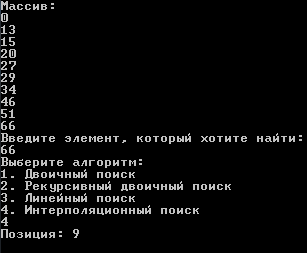 Массив:
0
13
15
20
27
29
34
46
51
66
Введите элемент, который хотите найти:
66
Выберите алгоритм:
1. Двоичный поиск
2. Рекурсивный двоичный поиск
3. Линейный поиск
4. Интерполяционный поиск
4
Позиция: 9